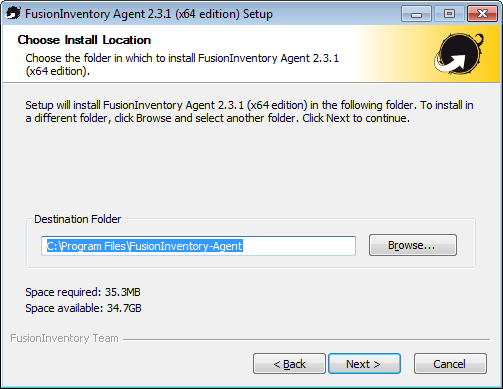 FusionInventory Agent 2.3.1 (x64 edition) Setup
Choose Install Location
Choose the folder in which to install FusionInventory Agent 2.3.1
(x64 edition).
Setup will install FusionInventory Agent 2.3.1 (x64 edition) in the following folder. To install in
a different folder, click Browse and select another folder. Click Next to continue.
Destination Folder
C:\Program Files\FusionInventory-Agent
Browse...
Space required: 35.3MB
Space available: 34.7GB
FusionInventory Team
< Back
Next >
Cancel